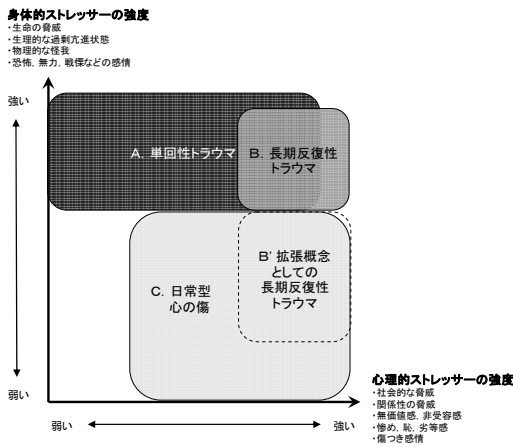 身体的ストレッサーの強度
・生命の脅威
・生理的な過剰亢進状態
・物理的な怪我
・恐怖，無力，戦慄などの感情
強い
A．単回性トラウマ
B．長期反復性
トラウマ
B’拡張概念
としての
長期反復性
トラウマ
C．日常型
心の傷
弱い
心理的ストレッサーの強度
・社会的な脅威
・関係性の脅威
・無価値感，非受容感
・惨め，恥，劣等感
・傷つき感情
弱い
強い